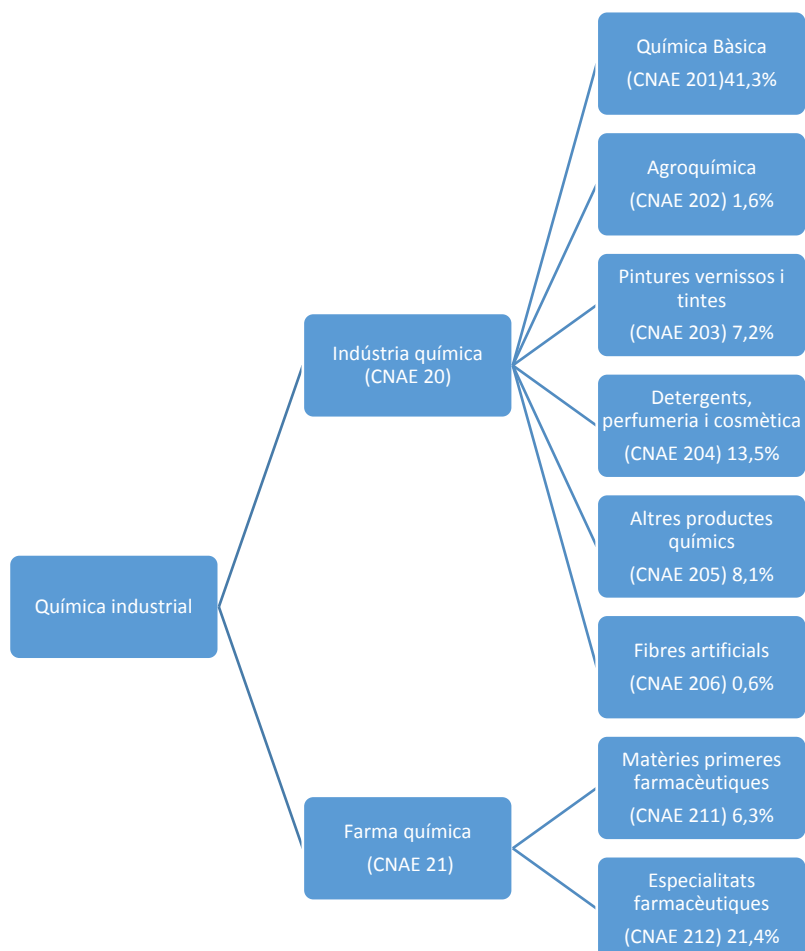 Química Bàsica
(CNAE 201)41,3%
Agroquímica
(CNAE 202) 1,6%
Pintures vernissos i
tintes
(CNAE 203) 7,2%
Indústria química
(CNAE 20)
Detergents,
perfumeria i cosmètica
(CNAE 204) 13,5%
Altres productes
químics
(CNAE 205) 8,1%
Química industrial
Fibres artificials
(CNAE 206) 0,6%
Matèries primeres
farmacèutiques
(CNAE 211) 6,3%
Farma química
(CNAE 21)
Especialitats
farmacèutiques
(CNAE 212) 21,4%